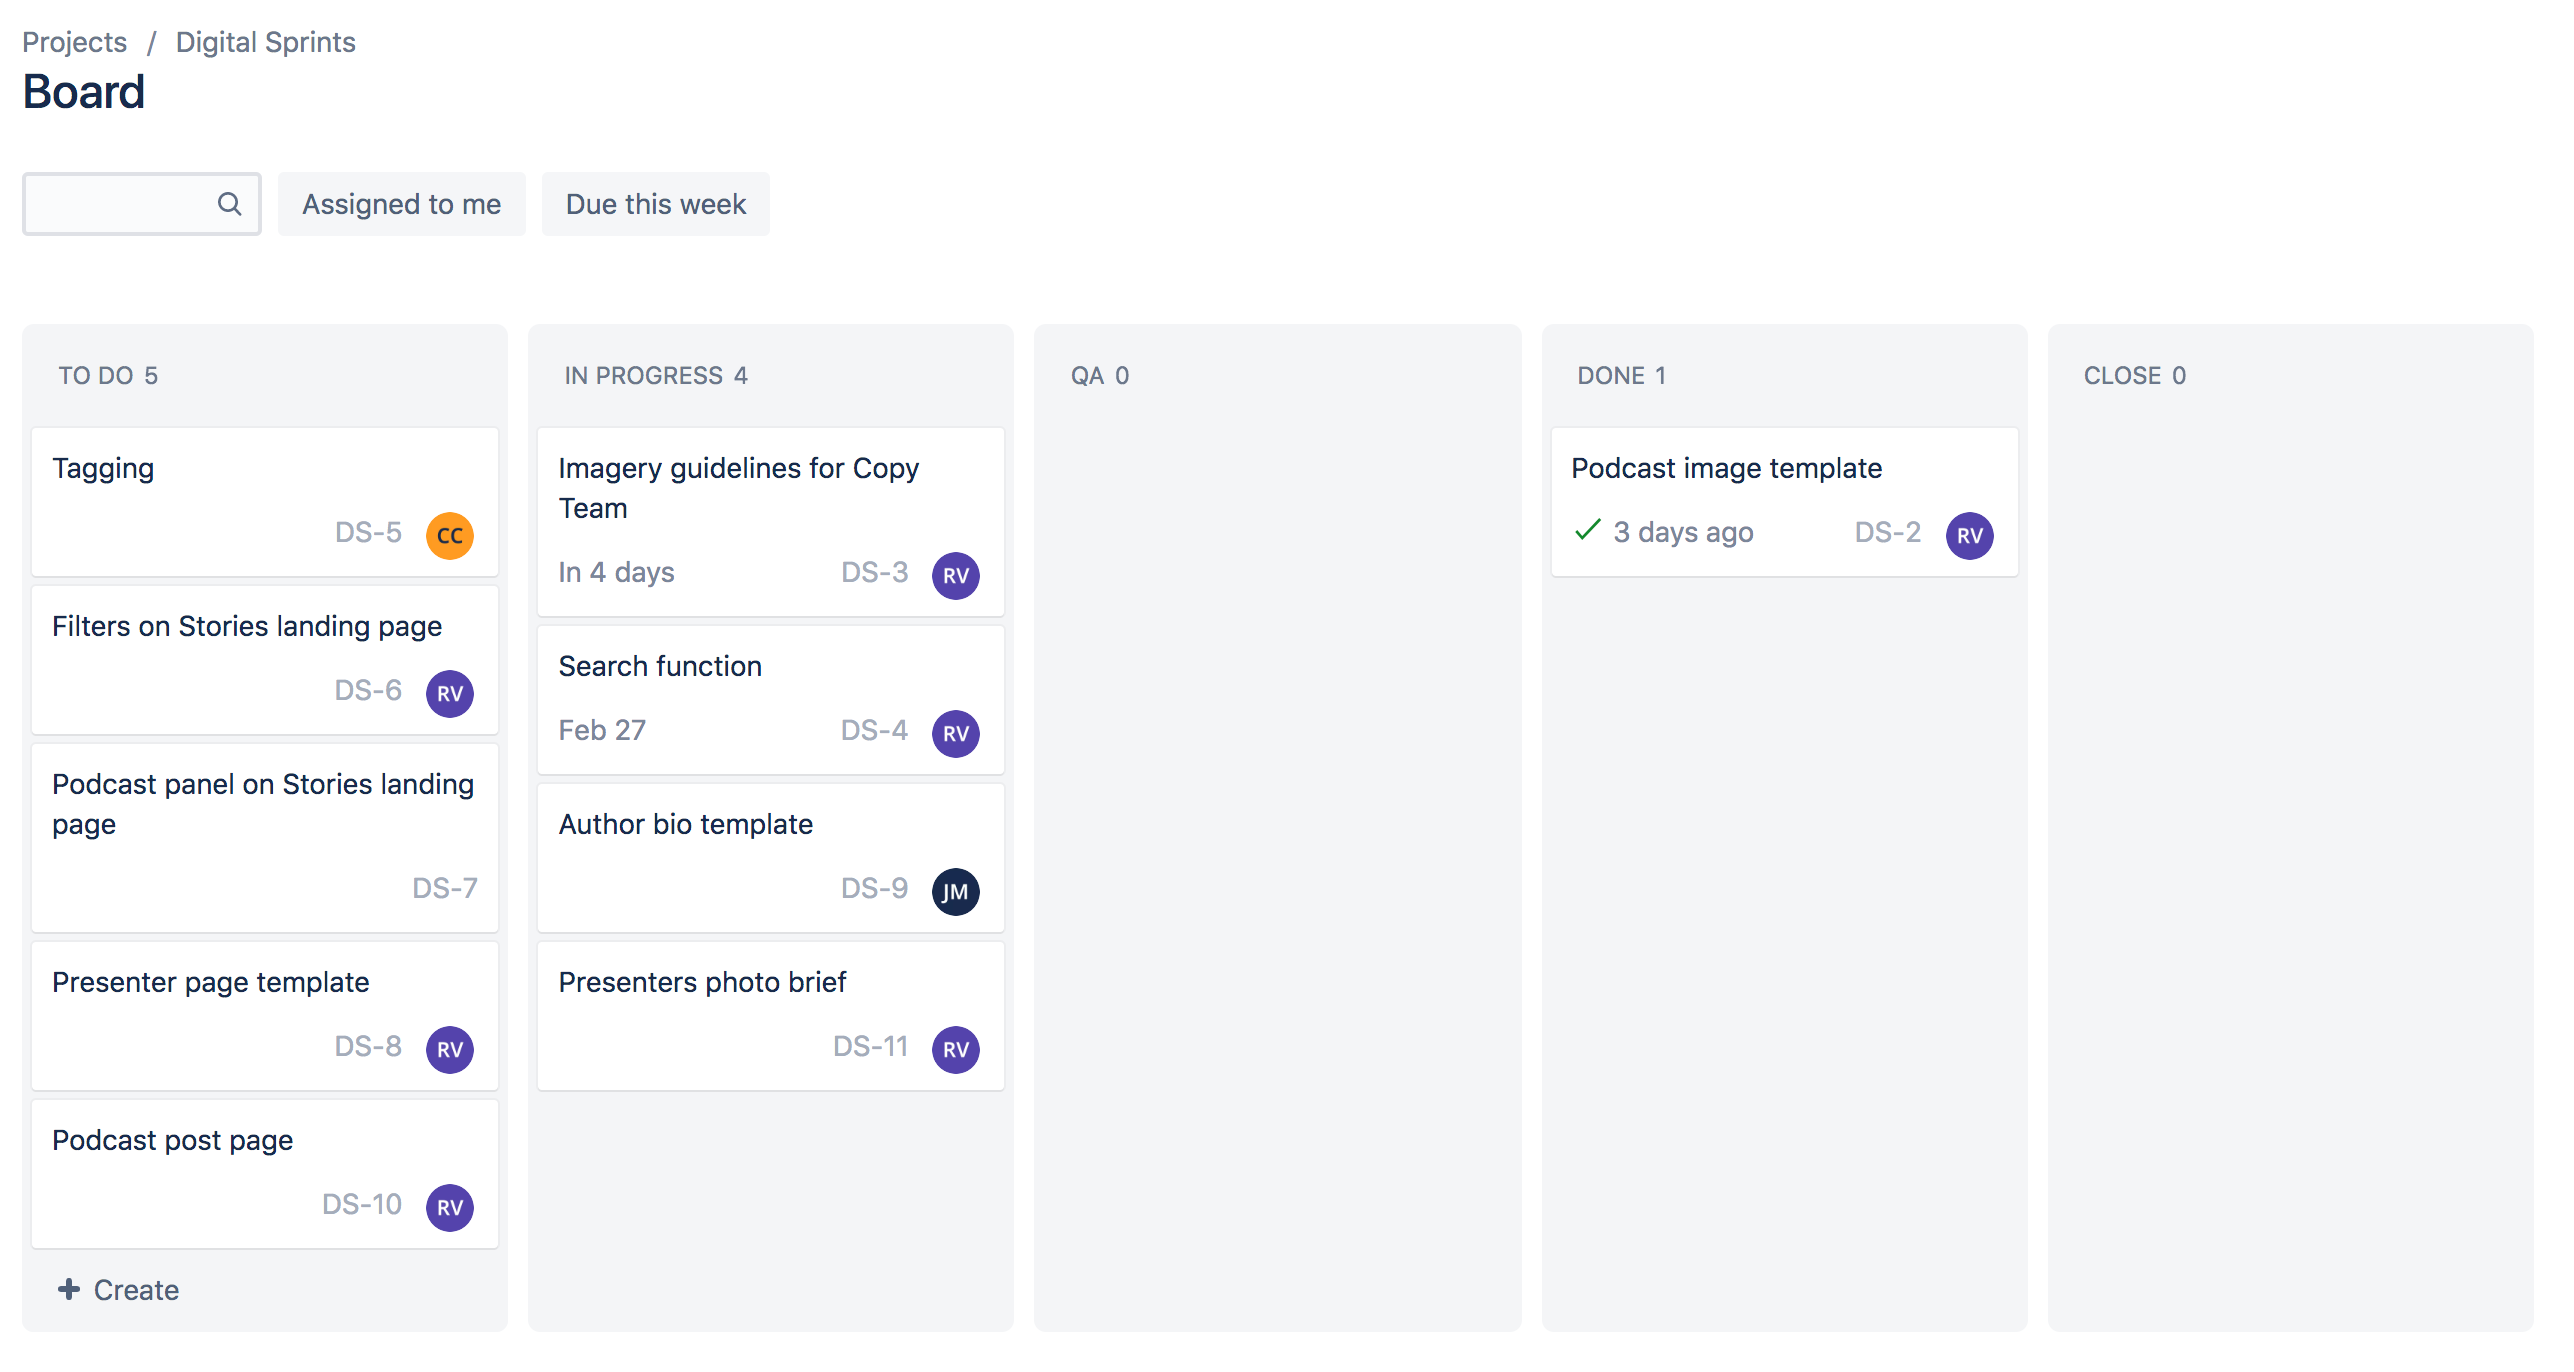 Projects / Digital Sprints
Board
Assigned to me
Due this week
TO DO 5
Tagging
DS-5 CC
Filters on Stories landing page
DS-6 RV
Podcast panel on Stories landing
page
DS-7
Presenter page template
DS-8 RV
Podcast post page
DS-10 RV
Create
IN PROGRESS 4
Imagery guidelines for Copy
Team
In 4 days DS-3 RV
Search function
Feb 27 DS-4 RV
Author bio template
DS-9 JM
Presenters photo brief
DS-11 RV
QA 0
DONE 1
Podcast image template
3 days ago DS-2 RV
CLOSE 0